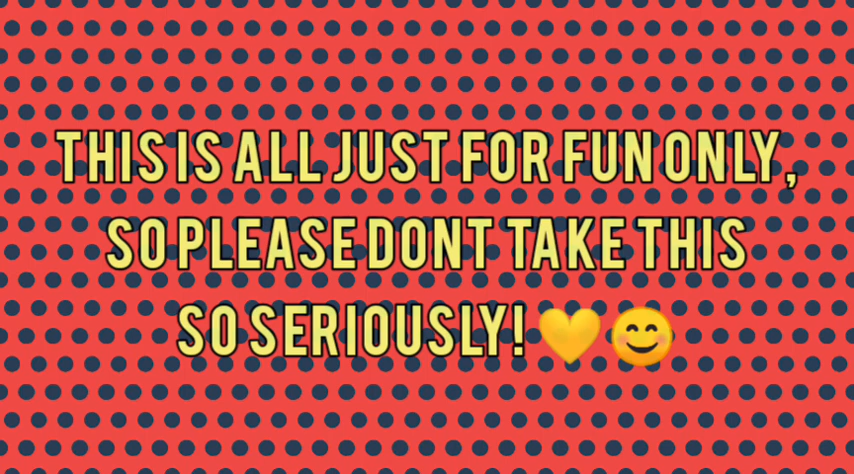 THIS IS ALL JUST FOR FUN ONLY,
SO PLEASE DONT TAKE THIS
SO SERIOUSLY! 💛😊